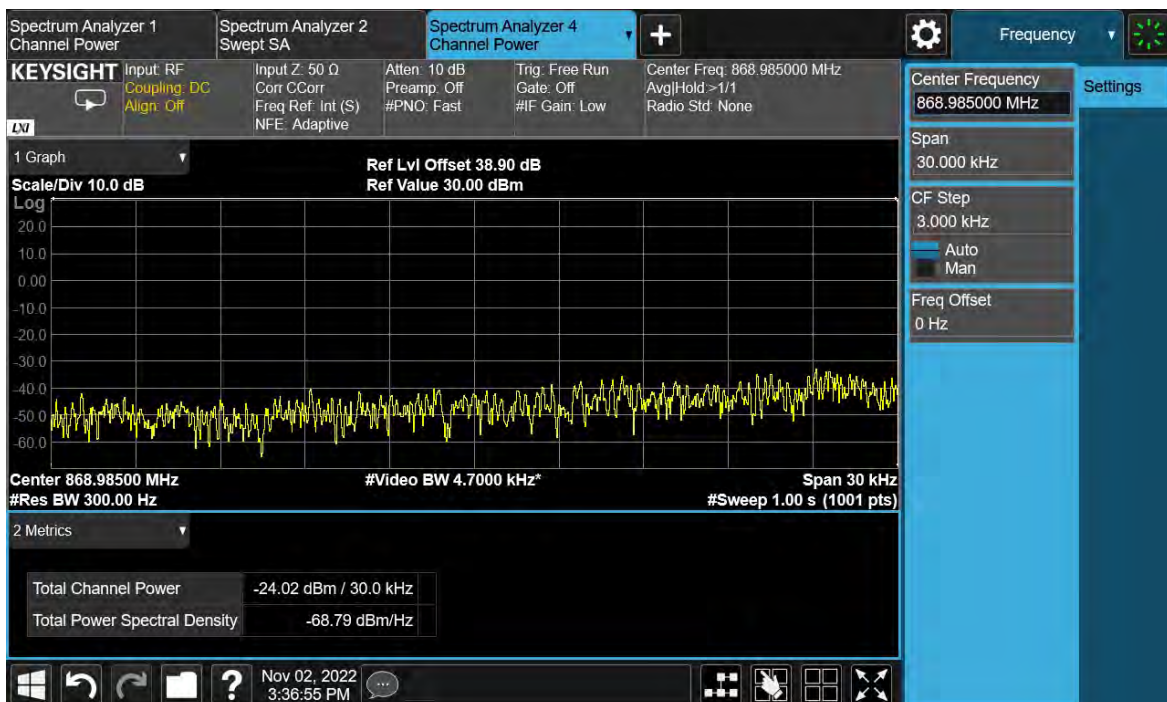 Spectrum Analyzer 1
Channel Power
Spectrum Analyzer 2
Swept SA
Spectrum Analyzer 4
Channel Power
Frequency
KEYSIGHT
LXI
Input: RF
Coupling: DC
Align: Off
Input Z: 50 Ω
Corr CCorr
Freq Ref: Int (S)
NFE: Adaptive
Atten: 10 dB
Preamp: Off
#PNO: Fast
Trig: Free Run
Gate: Off
#IF Gain: Low
Center Freq: 868.985000 MHz
Avg|Hold:>1/1
Radio Std: None
Center Frequency
868.985000 MHz
Settings
Span
30.000 kHz
CF Step
3.000 kHz
Auto
Man
Freq Offset
0 Hz
1 Graph
Scale/Div 10.0 dB
Ref Lvl Offset 38.90 dB
Ref Value 30.00 dBm
Log
20.0
10.0
0.00
-10.0
-20.0
-30.0
-40.0
-50.0
-60.0
Center 868.98500 MHz
#Res BW 300.00 Hz
#Video BW 4.7000 kHz*
Span 30 kHz
#Sweep 1.00 s (1001 pts)
2 Metrics
Total Channel Power -24.02 dBm / 30.0 kHz
Total Power Spectral Density -68.79 dBm/Hz
?
Nov 02, 2022
3:36:55 PM